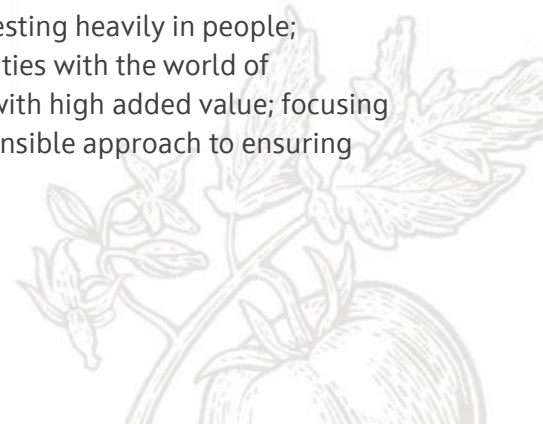 esting heavily in people;
ties with the world of
with high added value; focusing
nsible approach to ensuring